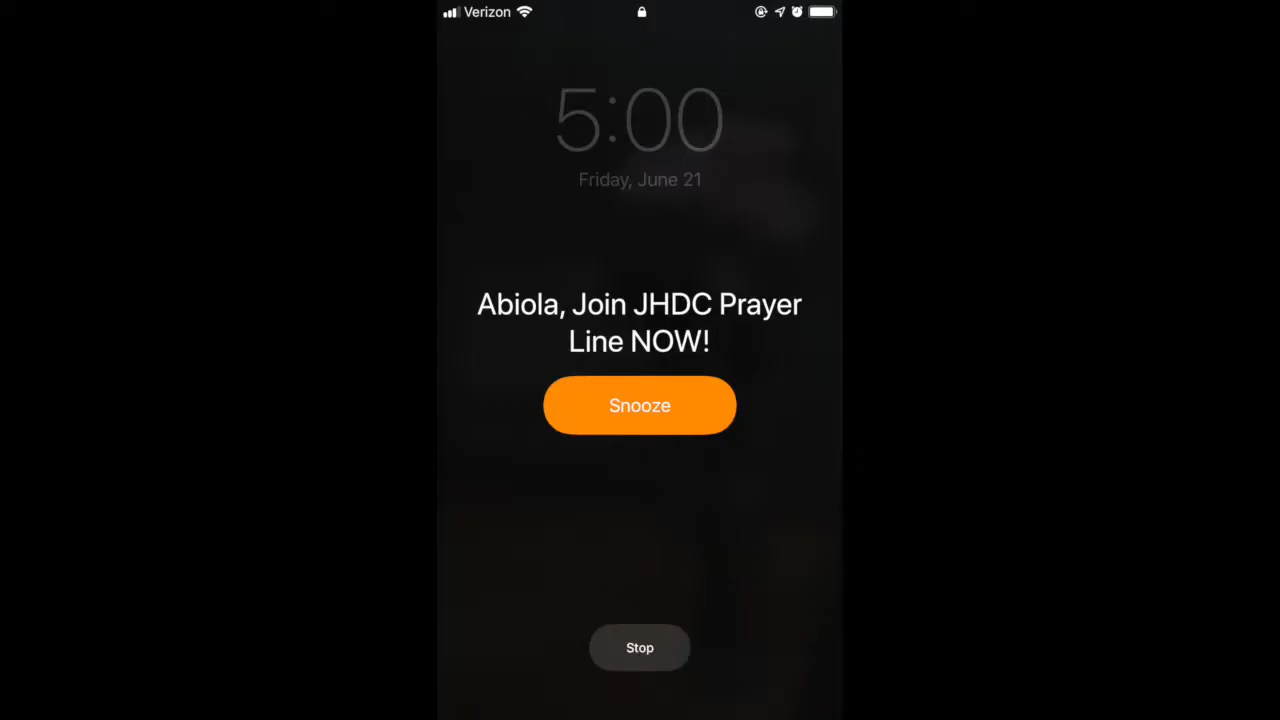 Verizon
5:00
Friday, June 21
Abiola, Join JHDC Prayer
Line NOW!
Snooze
Stop